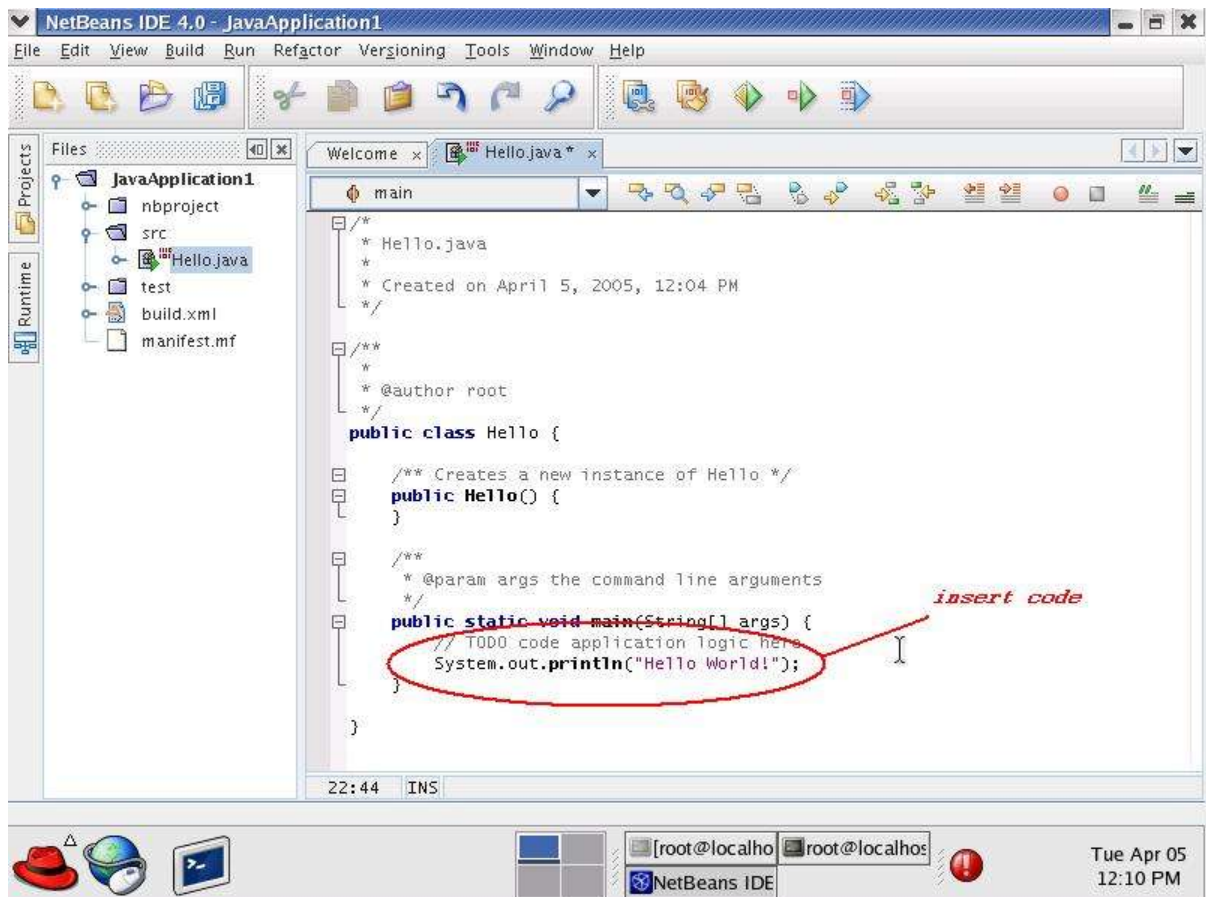 NetBeans IDE 4.0 - JavaApplication1
File Edit View Build Run Refactor Versioning Tools Window Help
Projects
Runtime
Files
JavaApplication1
nbproject
src
Hello.java
test
build.xml
manifest.mf
Welcome
Hello.java *
main
/*
* Hello.java
*
* Created on April 5, 2005, 12:04 PM
*/
/**
*
* @author root
*/
public class Hello {
/** Creates a new instance of Hello */
public Hello() {
}
/**
* @param args the command line arguments
*/
public static void main(String[] args) {
// TODO code application logic here
System.out.println("Hello World!");
}
}
insert code
22:44 INS
[root@localho
root@localhos
NetBeans IDE
Tue Apr 05
12:10 PM